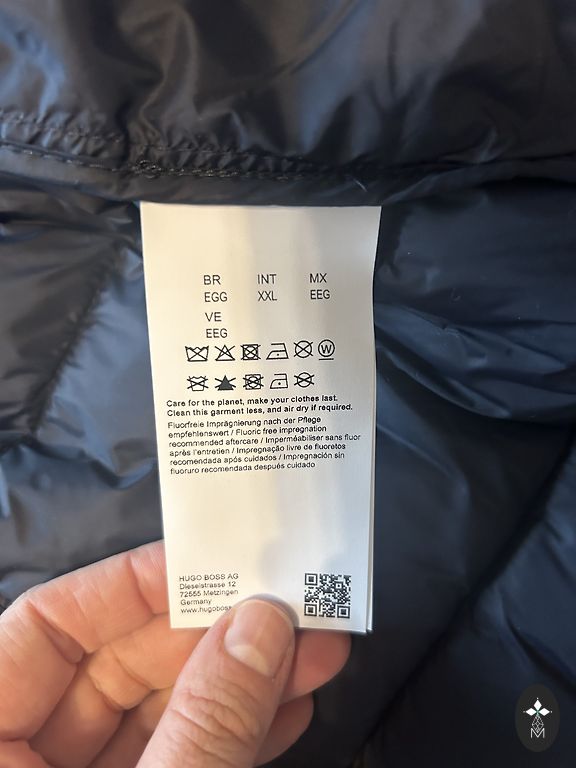 BR INT MX
EGG XXL EEG
VE
EEG
W
Care for the planet, make your clothes last.
Clean this garment less, and air dry if required.
Fluorfreie Imprägnierung nach der Pflege
empfehlenswert / Fluoric free impregnation
recommended aftercare / Imperméabiliser sans fluor
après l'entretien / Impregnação livre de fluoretos
recomendada após cuidados / Impregnación sin
fluoruro recomendada después cuidado
HUGO BOSS AG
Dieselstrasse 12
72555 Metzingen
Germany
www.hugoboss
M